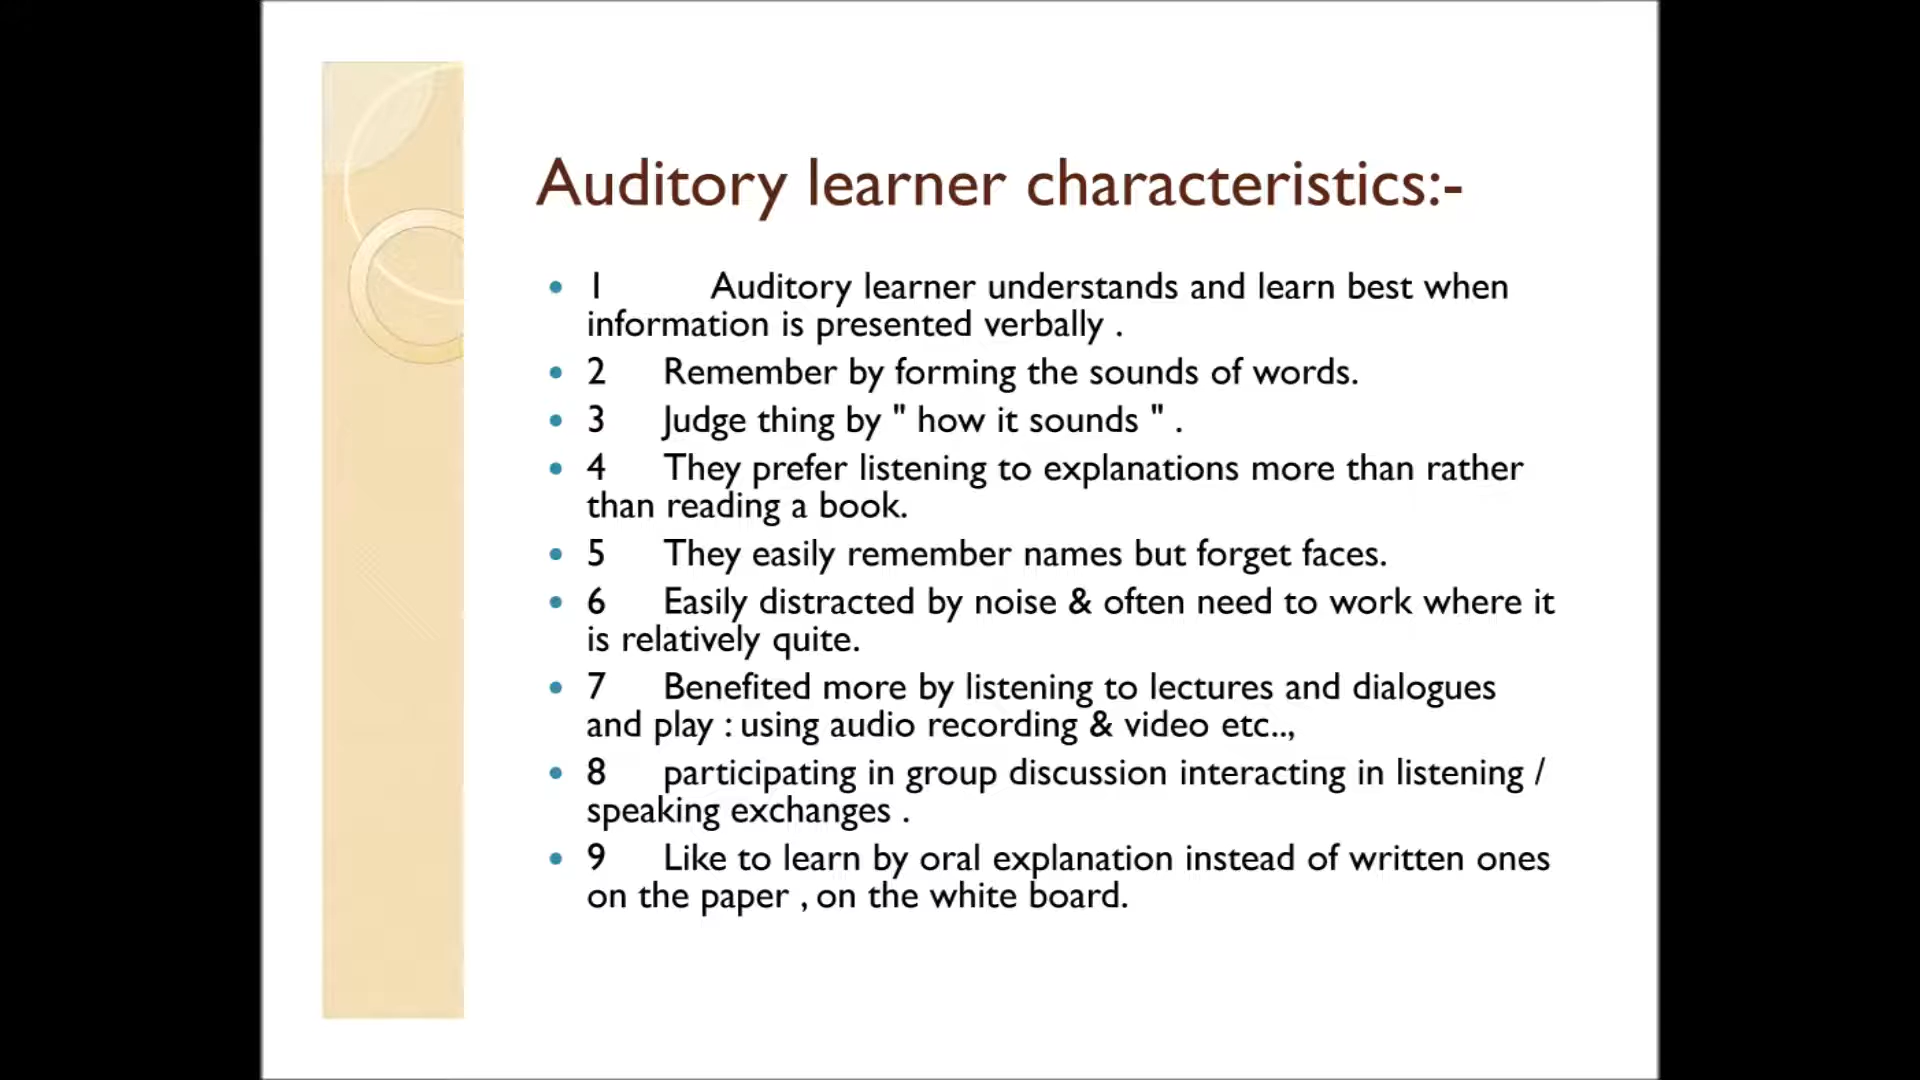 Auditory learner characteristics:-
• 1 Auditory learner understands and learn best when
information is presented verbally .
• 2 Remember by forming the sounds of words.
• 3 Judge thing by " how it sounds " .
• 4 They prefer listening to explanations more than rather
than reading a book.
• 5 They easily remember names but forget faces.
• 6 Easily distracted by noise & often need to work where it
is relatively quite.
• 7 Benefited more by listening to lectures and dialogues
and play : using audio recording & video etc..,
• 8 participating in group discussion interacting in listening /
speaking exchanges .
• 9 Like to learn by oral explanation instead of written ones
on the paper , on the white board.